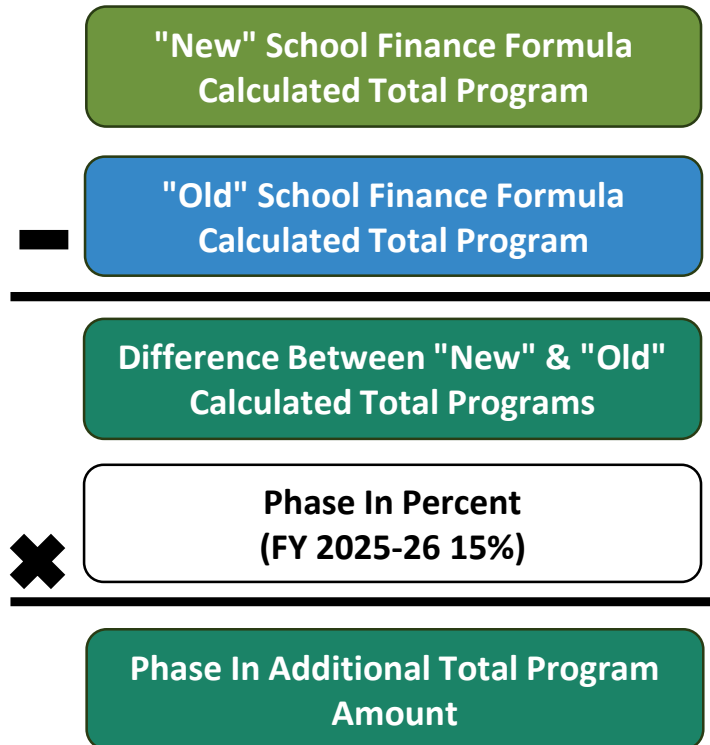 "New" School Finance Formula
Calculated Total Program
"Old" School Finance Formula
Calculated Total Program
Difference Between "New" & "Old"
Calculated Total Programs
Phase In Percent
(FY 2025-26 15%)
Phase In Additional Total Program
Amount